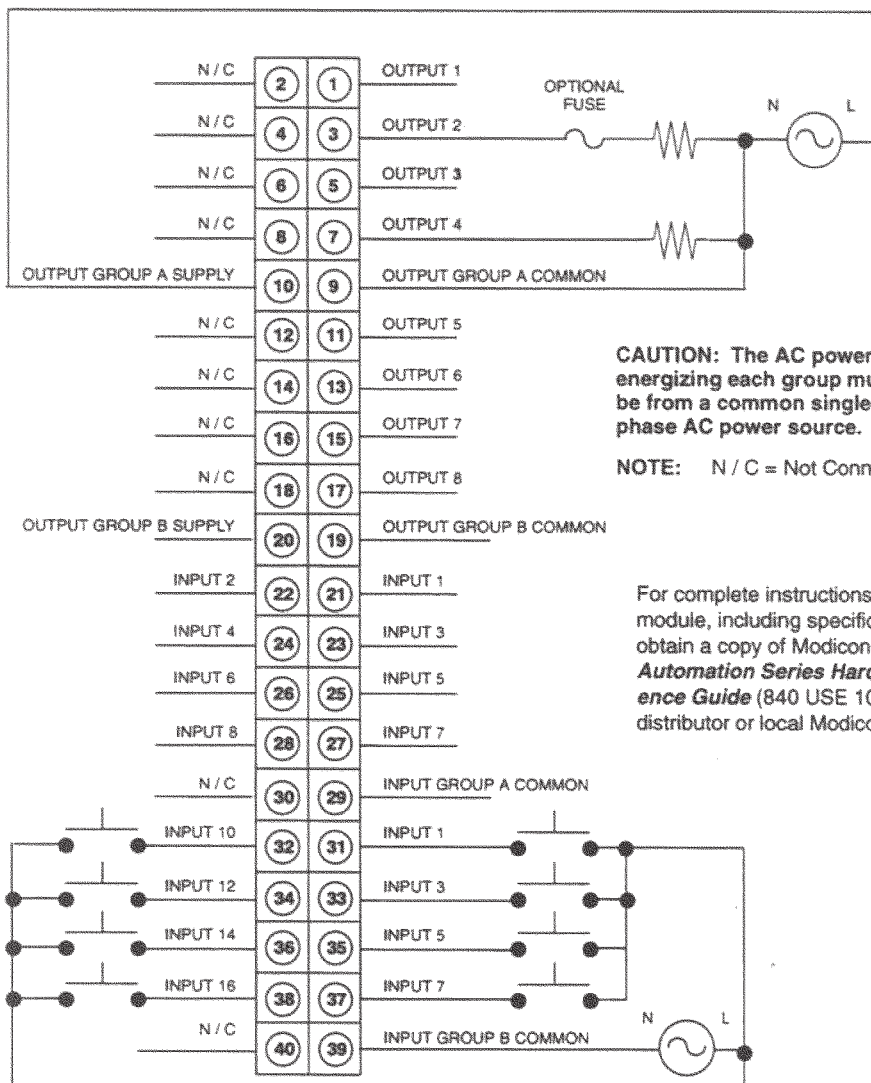 N / C 2 1 OUTPUT 1
OPTIONAL
FUSE
N L
N / C 4 3 OUTPUT 2
N / C 6 5 OUTPUT 3
N / C 8 7 OUTPUT 4
OUTPUT GROUP A SUPPLY 10 9 OUTPUT GROUP A COMMON
N / C 12 11 OUTPUT 5
N / C 14 13 OUTPUT 6
N / C 16 15 OUTPUT 7
N / C 18 17 OUTPUT 8
OUTPUT GROUP B SUPPLY 20 19 OUTPUT GROUP B COMMON
CAUTION: The AC power
energizing each group mu
be from a common single
phase AC power source.
NOTE: N / C = Not Conn
INPUT 2 22 21 INPUT 1
INPUT 4 24 23 INPUT 3
INPUT 6 26 25 INPUT 5
INPUT 8 28 27 INPUT 7
N / C 30 29 INPUT GROUP A COMMON
For complete instructions
module, including specific
obtain a copy of Modicon
Automation Series Hard
ence Guide (840 USE 10
distributor or local Modico
INPUT 10 32 31 INPUT 1
INPUT 12 34 33 INPUT 3
INPUT 14 36 35 INPUT 5
INPUT 16 38 37 INPUT 7
N / C 40 39 INPUT GROUP B COMMON
N L